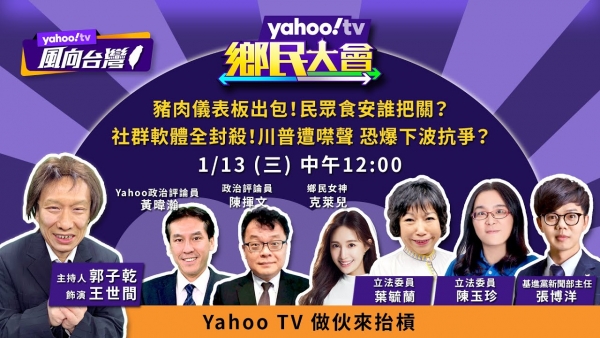 yahoo!tv
風向台灣
yahoo!tv
鄉民大會
豬肉儀表板出包!民眾食安誰把關?
社群軟體全封殺!川普遭噤聲 恐爆下波抗爭?
1/13 (三) 中午12:00
Yahoo政治評論員
黃暐瀚
政治評論員
陳揮文
鄉民女神
克萊兒
主持人 郭子乾
飾演 王世間
立法委員
葉毓蘭
立法委員
陳玉珍
基進黨新聞部主任
張博洋
Yahoo TV 做伙來抬槓